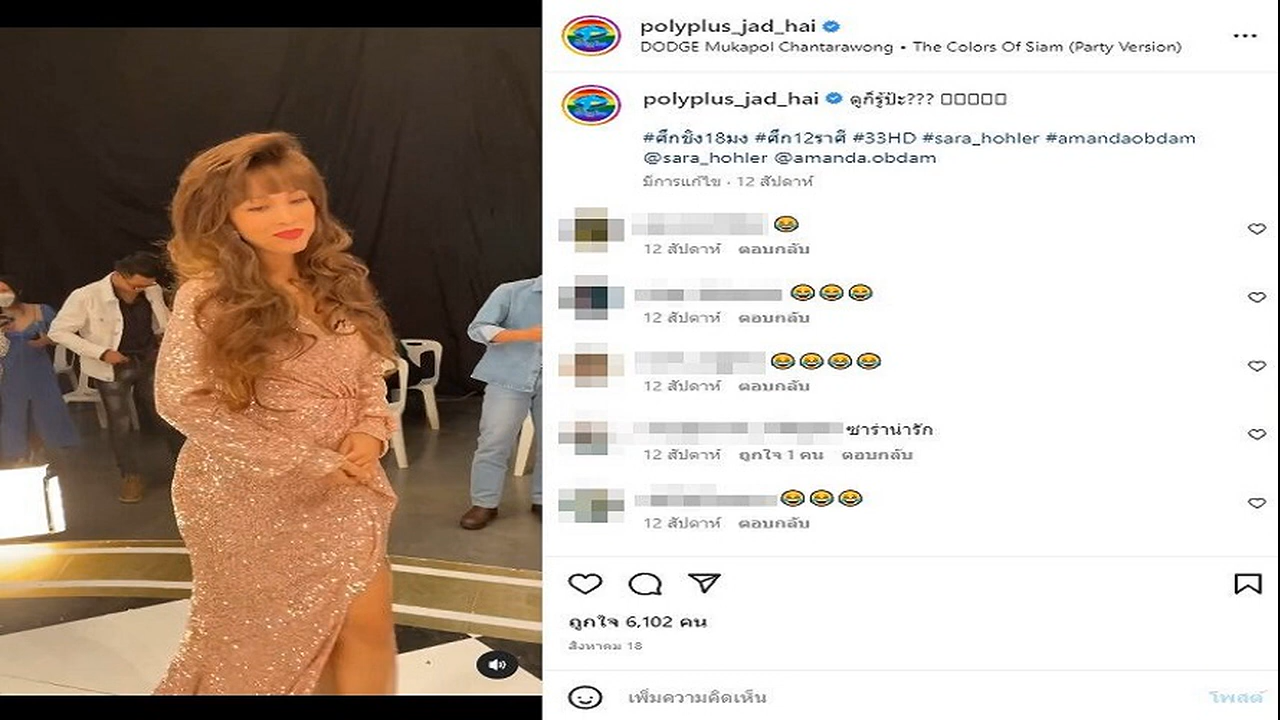 polyplus_jad_hai
DODGE Mukapol Chantarawong • The Colors Of Siam (Party Version)
polyplus_jad_hai ดูก็รู้ป่ะ???
#ศึกชิง18มง #ศึก12ราศี #33HD #sara_hohler #amandaobdam
@sara_hohler @amanda.obdam
มีการแก้ไข · 12 สัปดาห์
😂
12 สัปดาห์ ตอบกลับ
😂😂😂
12 สัปดาห์ ตอบกลับ
😂😂😂😂
12 สัปดาห์ ตอบกลับ
ซาร่าน่ารัก
12 สัปดาห์ ถูกใจ 1 คน ตอบกลับ
😂😂😂
12 สัปดาห์ ตอบกลับ
ถูกใจ 6,102 คน
สิงหาคม 18
เพิ่มความคิดเห็น
โพสต์